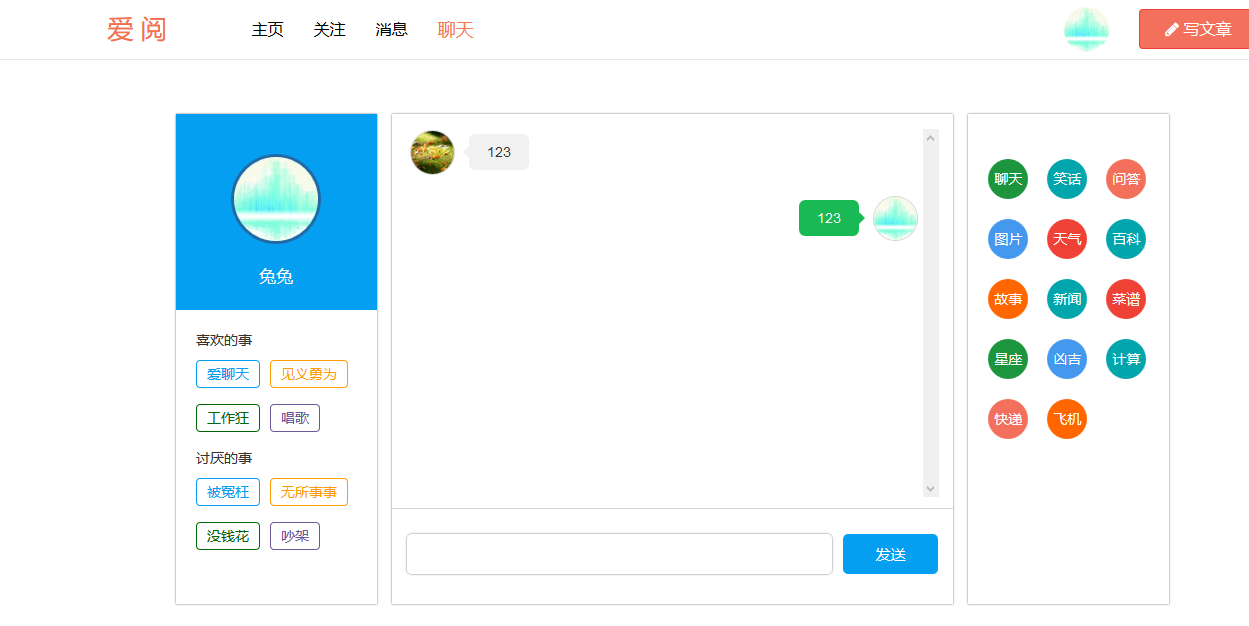 爱 阅
主页 关注 消息 聊天
写文章
兔兔
喜欢的事
爱聊天 见义勇为
工作狂 唱歌
讨厌的事
被冤枉 无所事事
没钱花 吵架
123
123
发送
聊天 笑话 问答
图片 天气 百科
故事 新闻 菜谱
星座 凶吉 计算
快递 飞机